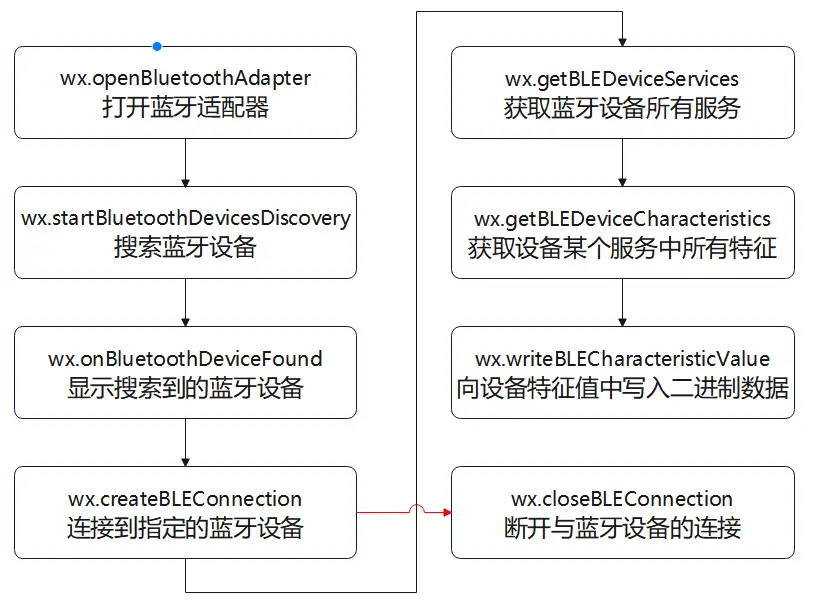 wx.openBluetoothAdapter
打开蓝牙适配器
wx.startBluetoothDevicesDiscovery
搜索蓝牙设备
wx.onBluetoothDeviceFound
显示搜索到的蓝牙设备
wx.createBLEConnection
连接到指定的蓝牙设备
wx.getBLEDeviceServices
获取蓝牙设备所有服务
wx.getBLEDeviceCharacteristics
获取设备某个服务中所有特征
wx.writeBLECharacteristicValue
向设备特征值中写入二进制数据
wx.closeBLEConnection
断开与蓝牙设备的连接